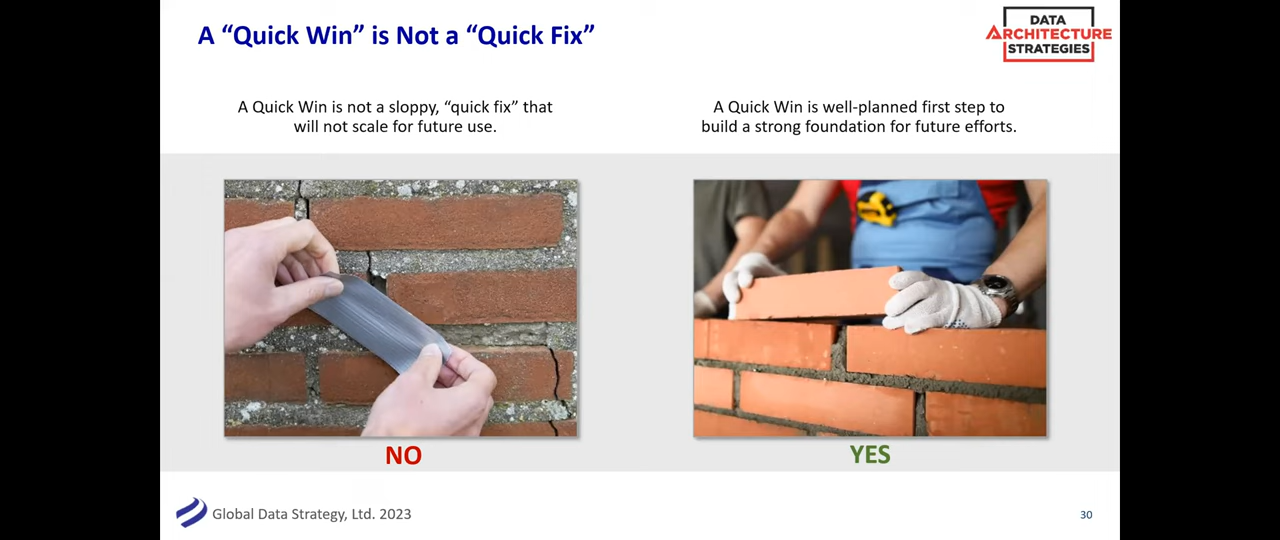 A “Quick Win” is Not a “Quick Fix”
DATA
ARCHITECTURE
STRATEGIES
A Quick Win is not a sloppy, “quick fix” that
will not scale for future use.
A Quick Win is well-planned first step to
build a strong foundation for future efforts.
NO
YES
Global Data Strategy, Ltd. 2023
30